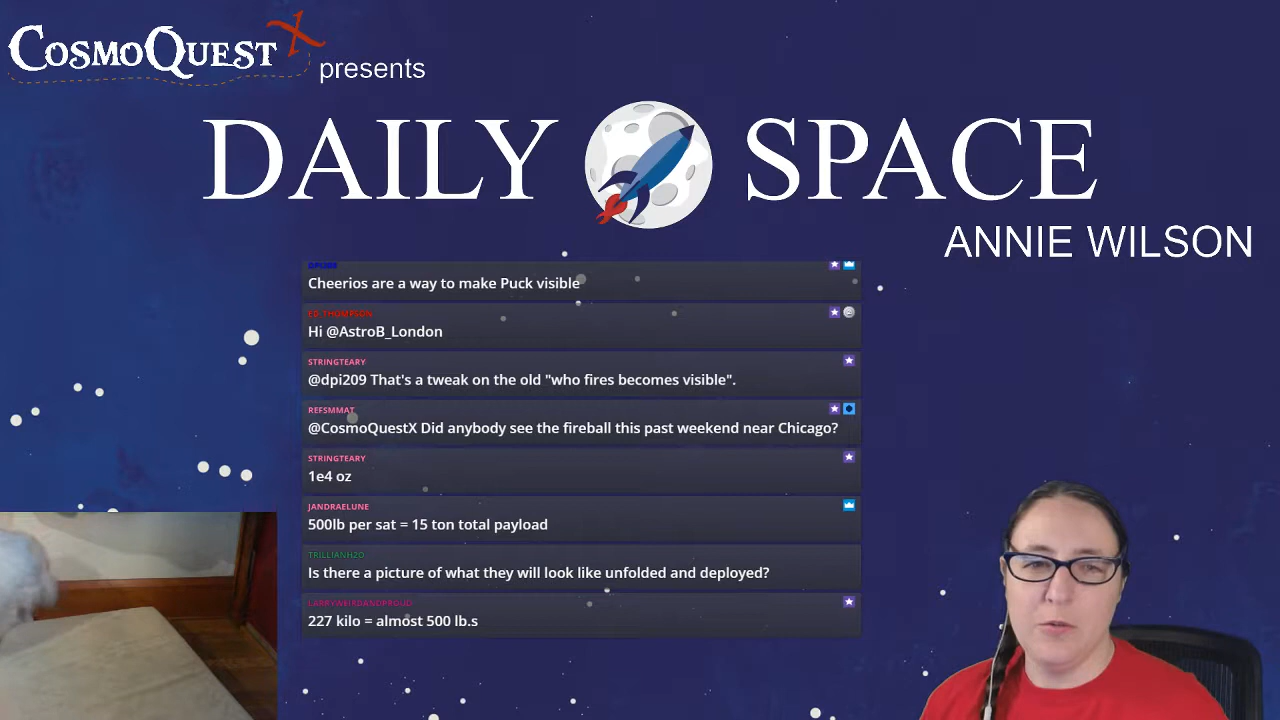 COSMOQUEST X presents
DAILY SPACE
ANNIE WILSON
Cheerios are a way to make Puck visible
ED THOMPSON
Hi @AstroB_London
STRINGTEARY
@dpi209 That's a tweak on the old "who fires becomes visible".
REFSMMAT
@CosmoQuestX Did anybody see the fireball this past weekend near Chicago?
STRINGTEARY
1e4 oz
JANDRAELUNE
500lb per sat = 15 ton total payload
TRILLIANH2O
Is there a picture of what they will look like unfolded and deployed?
LARRYWEIRDANDPROUD
227 kilo = almost 500 lb.s